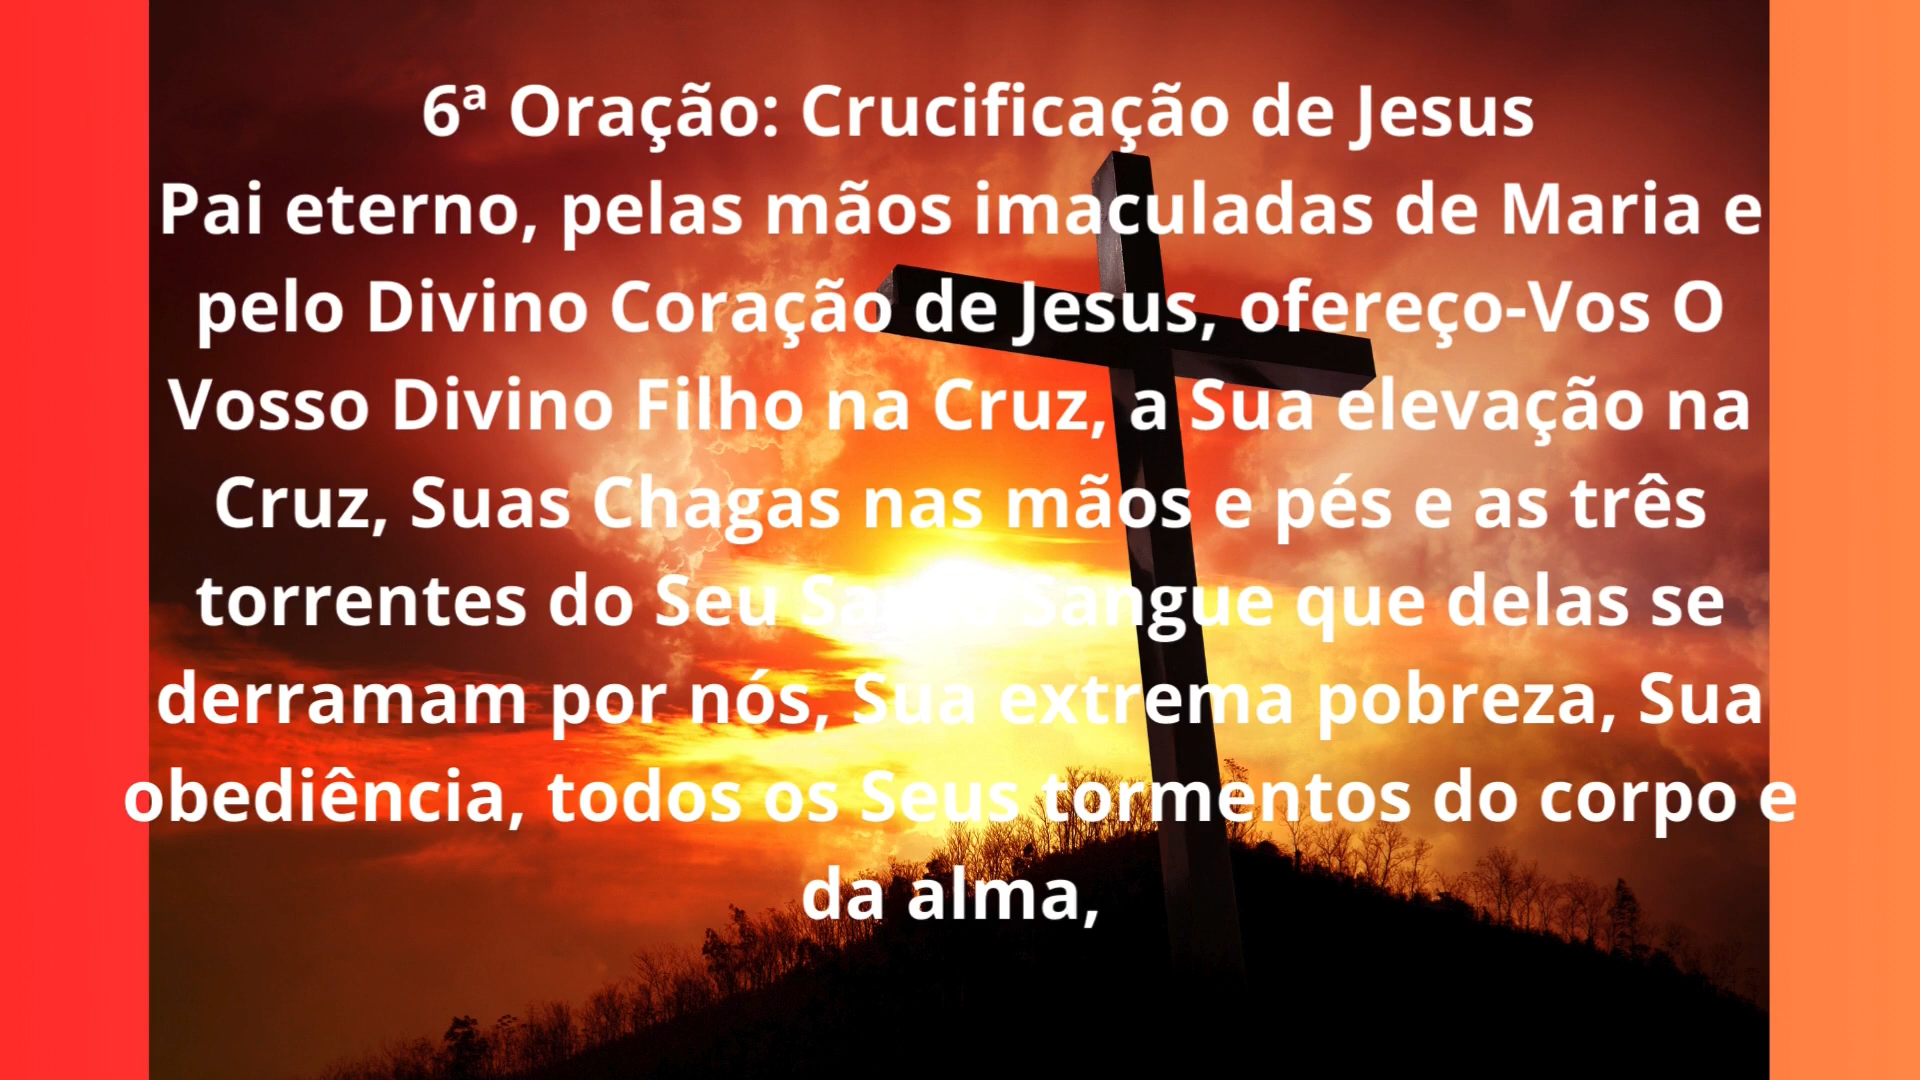 6ª Oração: Crucificação de Jesus
Pai eterno, pelas mãos imaculadas de Maria e
pelo Divino Coração de Jesus, ofereço-Vos O
Vosso Divino Filho na Cruz, a Sua elevação na
Cruz, Suas Chagas nas mãos e pés e as três
torrentes do Seu Santo Sangue que delas se
derramam por nós, Sua extrema pobreza, Sua
obediência, todos os Seus tormentos do corpo e
da alma,